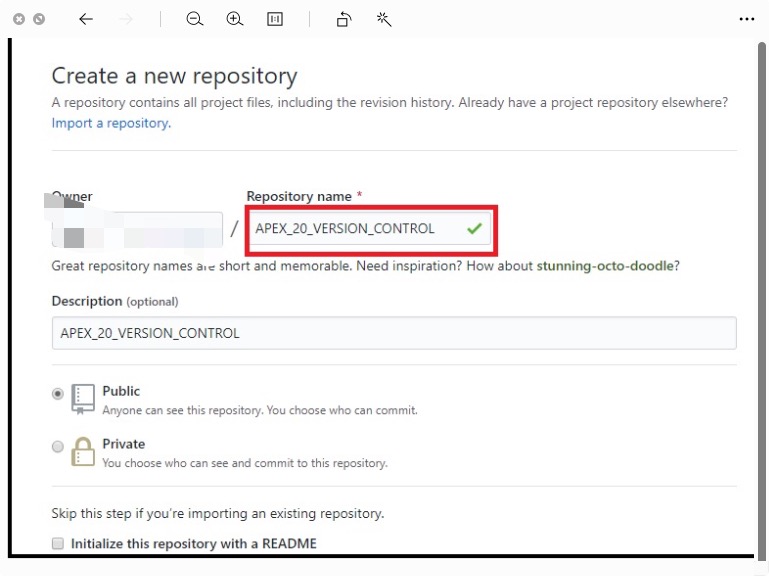 Create a new repository
A repository contains all project files, including the revision history. Already have a project repository elsewhere?
Import a repository.
Owner
Repository name *
/
APEX_20_VERSION_CONTROL
Great repository names are short and memorable. Need inspiration? How about stunning-octo-doodle?
Description (optional)
APEX_20_VERSION_CONTROL
Public
Anyone can see this repository. You choose who can commit.
Private
You choose who can see and commit to this repository.
Skip this step if you’re importing an existing repository.
Initialize this repository with a README